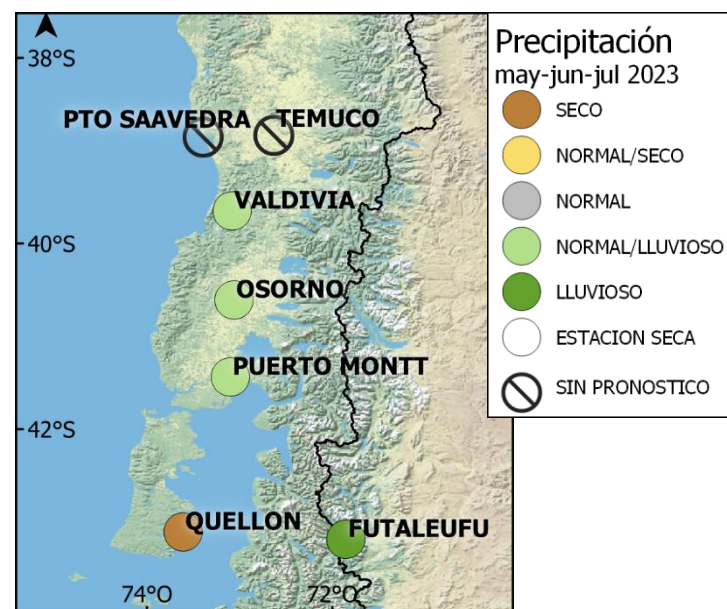 38°S
PTO SAAVEDRA
TEMUCO
VALDIVIA
40°S
OSORNO
PUERTO MONTT
42°S
QUELLON
FUTALEUFU
74°O
72°O
Precipitación
may-jun-jul 2023
SECO
NORMAL/SECO
NORMAL
NORMAL/LLUVIOSO
LLUVIOSO
ESTACION SECA
SIN PRONOSTICO